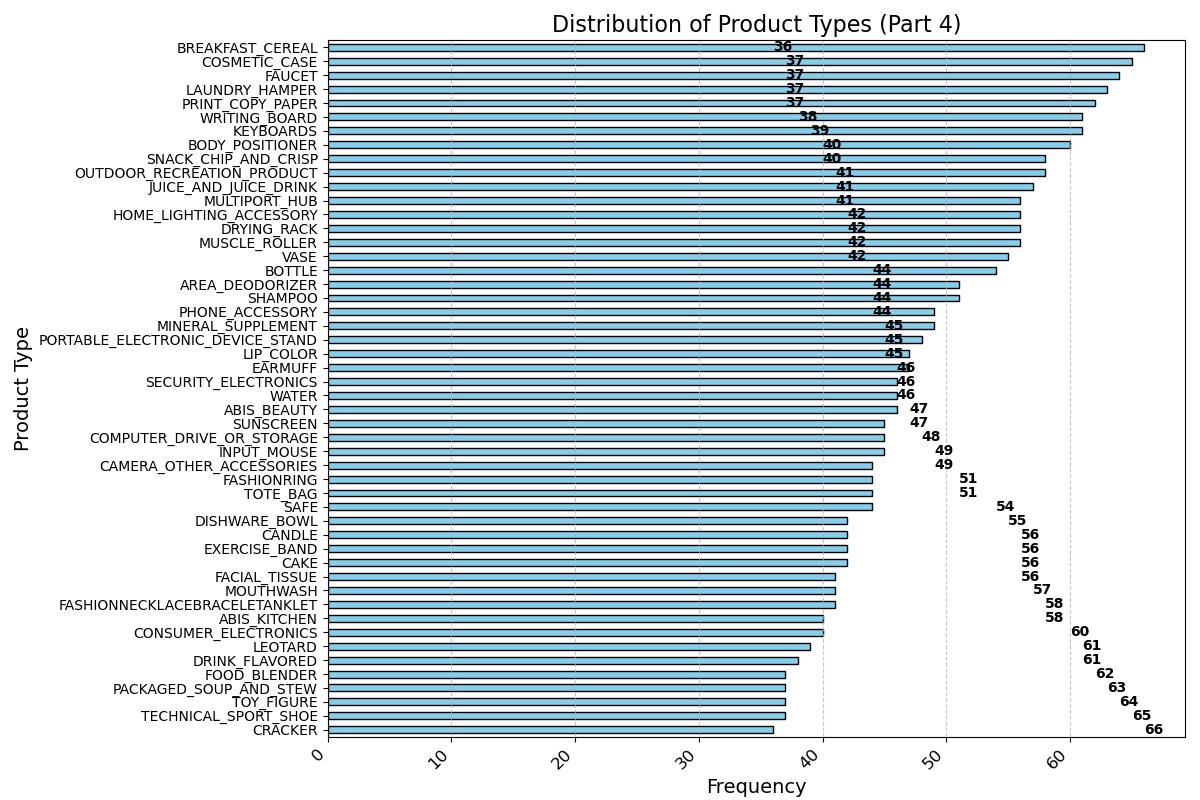 Distribution of Product Types (Part 4)
BREAKFAST_CEREAL 36
COSMETIC_CASE 37
FAUCET 37
LAUNDRY_HAMPER 37
PRINT_COPY_PAPER 37
WRITING_BOARD 38
KEYBOARDS 39
BODY_POSITIONER 40
SNACK_CHIP_AND_CRISP 40
OUTDOOR_RECREATION_PRODUCT 41
JUICE_AND_JUICE_DRINK 41
MULTIPORT_HUB 41
HOME_LIGHTING_ACCESSORY 42
DRYING_RACK 42
MUSCLE_ROLLER 42
VASE 42
BOTTLE 44
AREA_DEODORIZER 44
SHAMPOO 44
PHONE_ACCESSORY 44
MINERAL_SUPPLEMENT 45
PORTABLE_ELECTRONIC_DEVICE_STAND 45
LIP_COLOR 45
EARMUFF 46
SECURITY_ELECTRONICS 46
WATER 46
ABIS_BEAUTY 47
SUNSCREEN 47
COMPUTER_DRIVE_OR_STORAGE 48
INPUT_MOUSE 49
CAMERA_OTHER_ACCESSORIES 49
FASHIONRING 51
TOTE_BAG 51
SAFE 54
DISHWARE_BOWL 55
CANDLE 56
EXERCISE_BAND 56
CAKE 56
FACIAL_TISSUE 56
MOUTHWASH 57
FASHIONNECKLACEBRACELETANKLET 58
ABIS_KITCHEN 58
CONSUMER_ELECTRONICS 60
LEOTARD 61
DRINK_FLAVORED 61
FOOD_BLENDER 62
PACKAGED_SOUP_AND_STEW 63
TOY_FIGURE 64
TECHNICAL_SPORT_SHOE 65
CRACKER 66
0 10 20 30 40 50 60
Frequency
Product Type